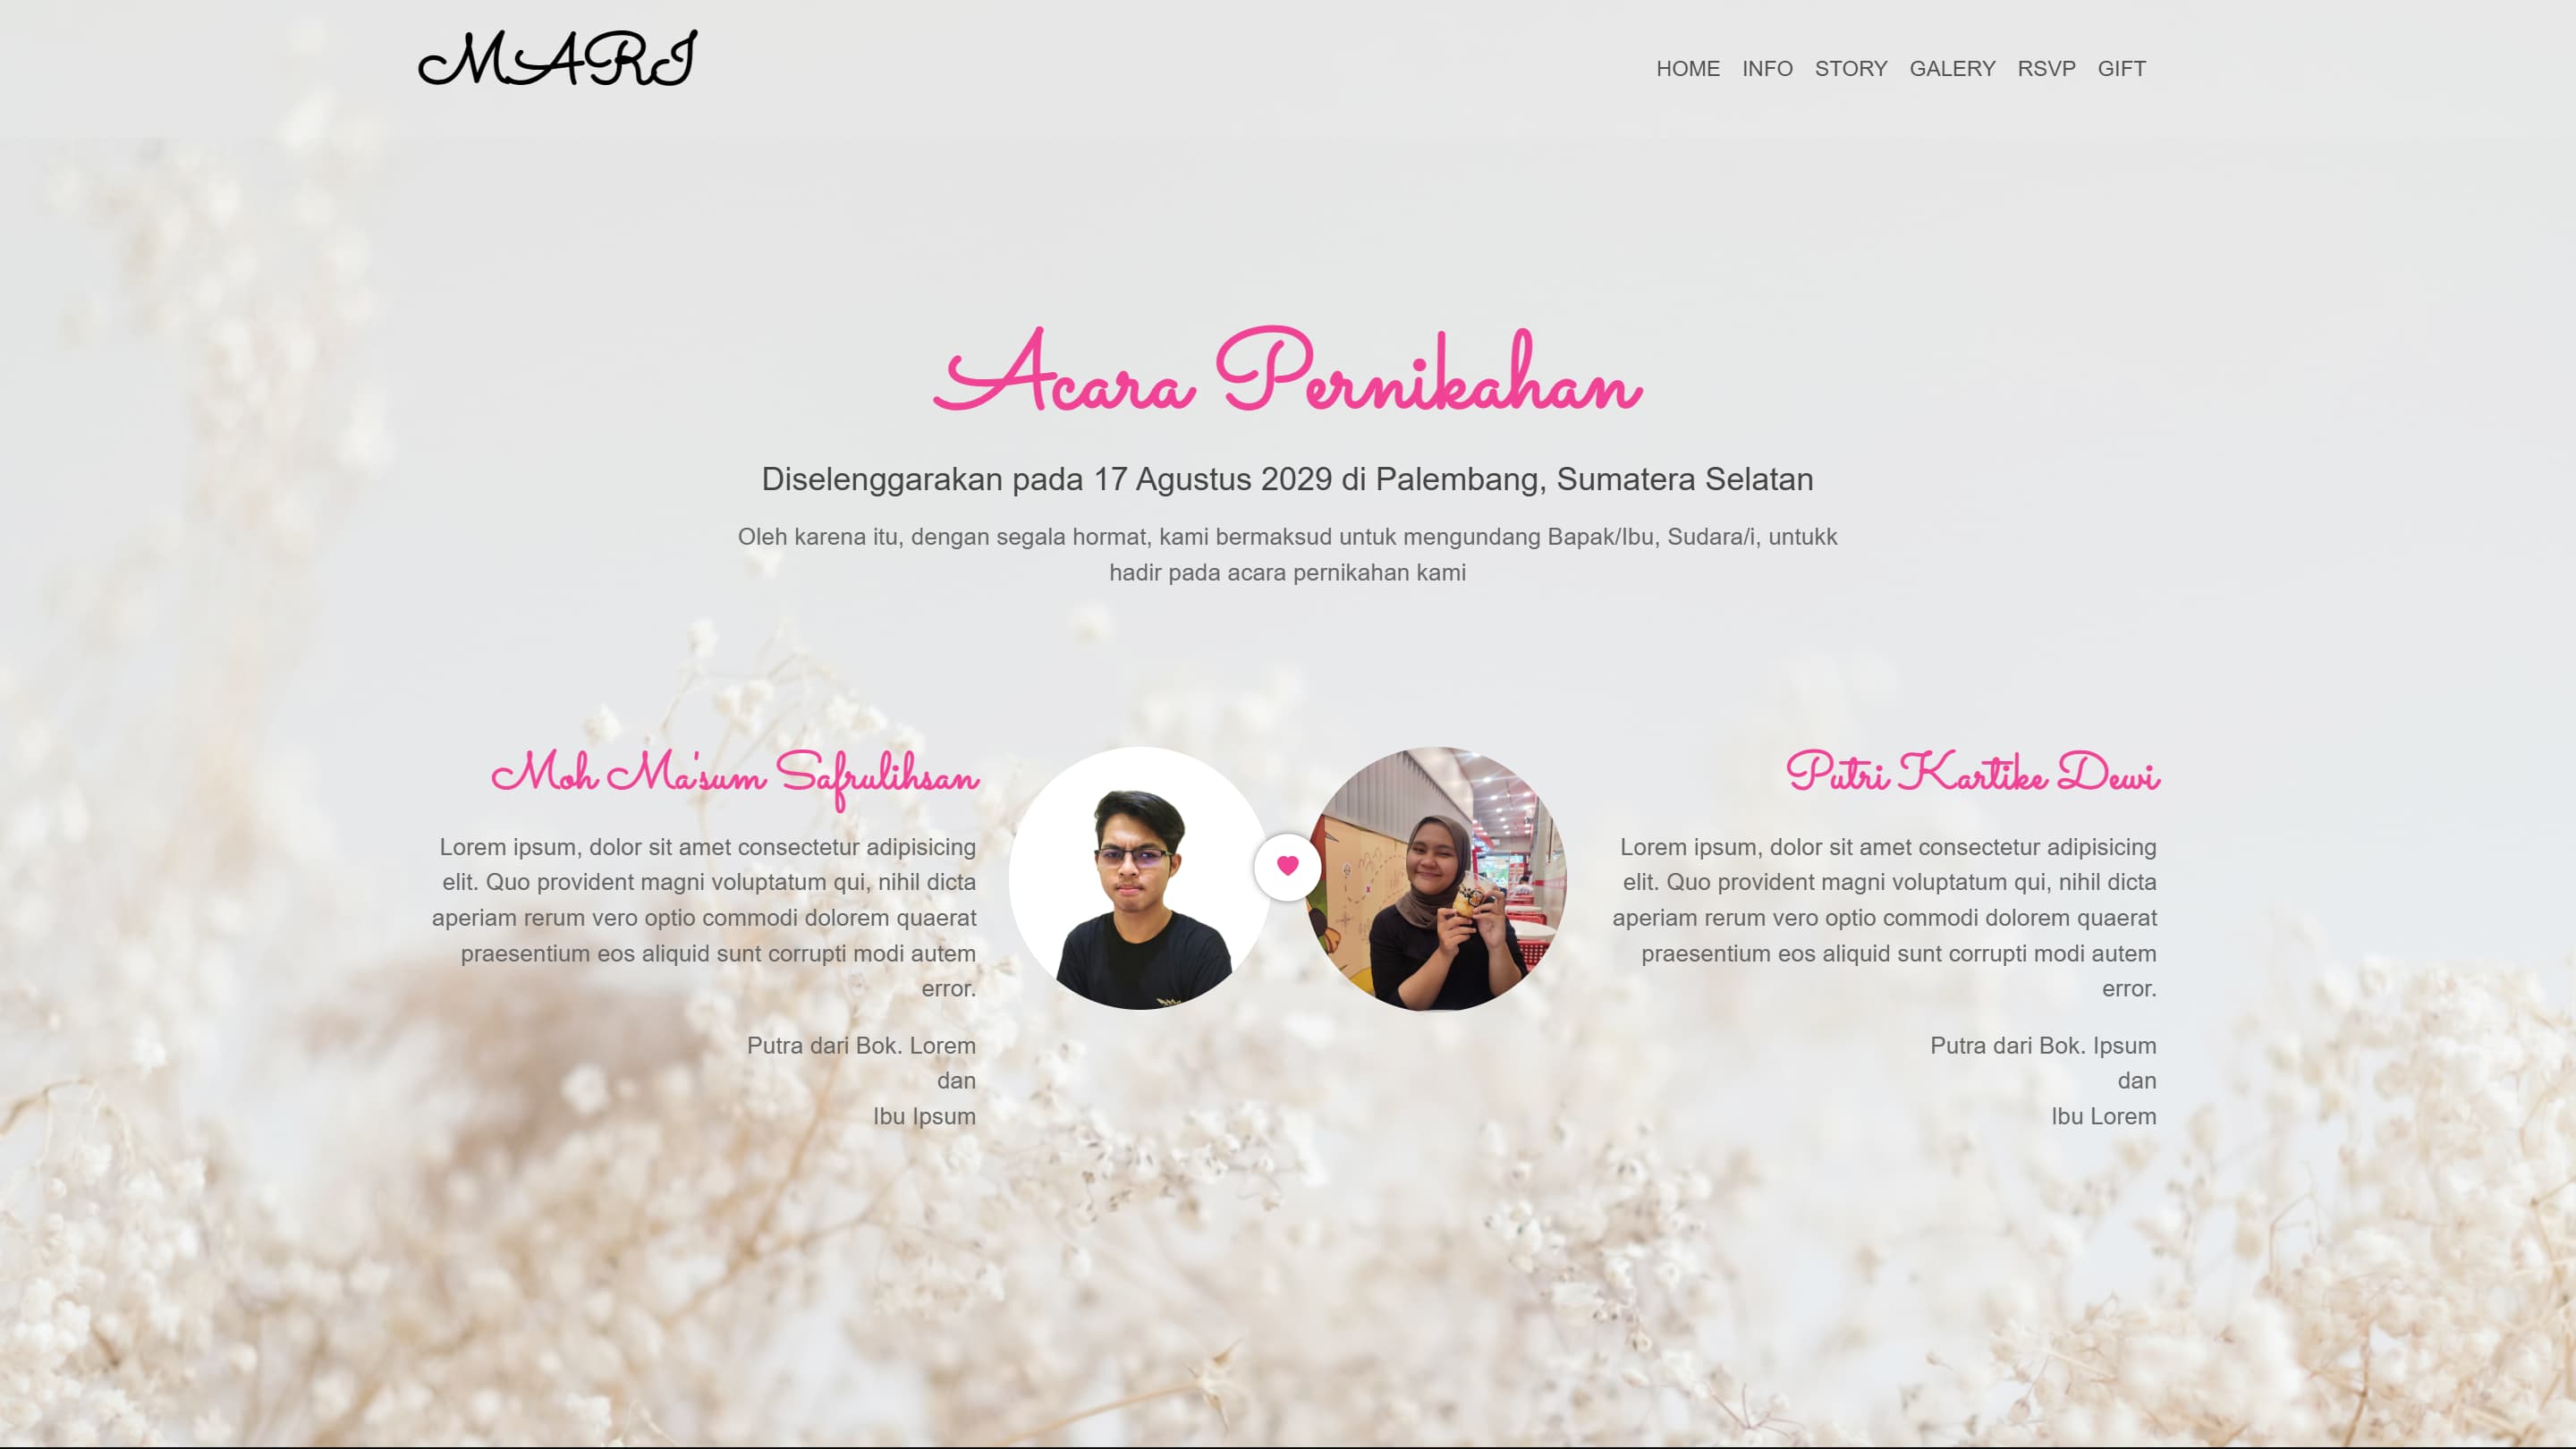 MARI
HOME INFO STORY GALERY RSVP GIFT
Acara Pernikahan
Diselenggarakan pada 17 Agustus 2029 di Palembang, Sumatera Selatan
Oleh karena itu, dengan segala hormat, kami bermaksud untuk mengundang Bapak/Ibu, Sudara/i, untukk
hadir pada acara pernikahan kami
Moh Ma'sum Safrulihsan
Lorem ipsum, dolor sit amet consectetur adipisicing
elit. Quo provident magni voluptatum qui, nihil dicta
aperiam rerum vero optio commodi dolorem quaerat
praesentium eos aliquid sunt corrupti modi autem
error.
Putra dari Bok. Lorem
dan
Ibu Ipsum
Putri Kartike Dewi
Lorem ipsum, dolor sit amet consectetur adipisicing
elit. Quo provident magni voluptatum qui, nihil dicta
aperiam rerum vero optio commodi dolorem quaerat
praesentium eos aliquid sunt corrupti modi autem
error.
Putra dari Bok. Ipsum
dan
Ibu Lorem